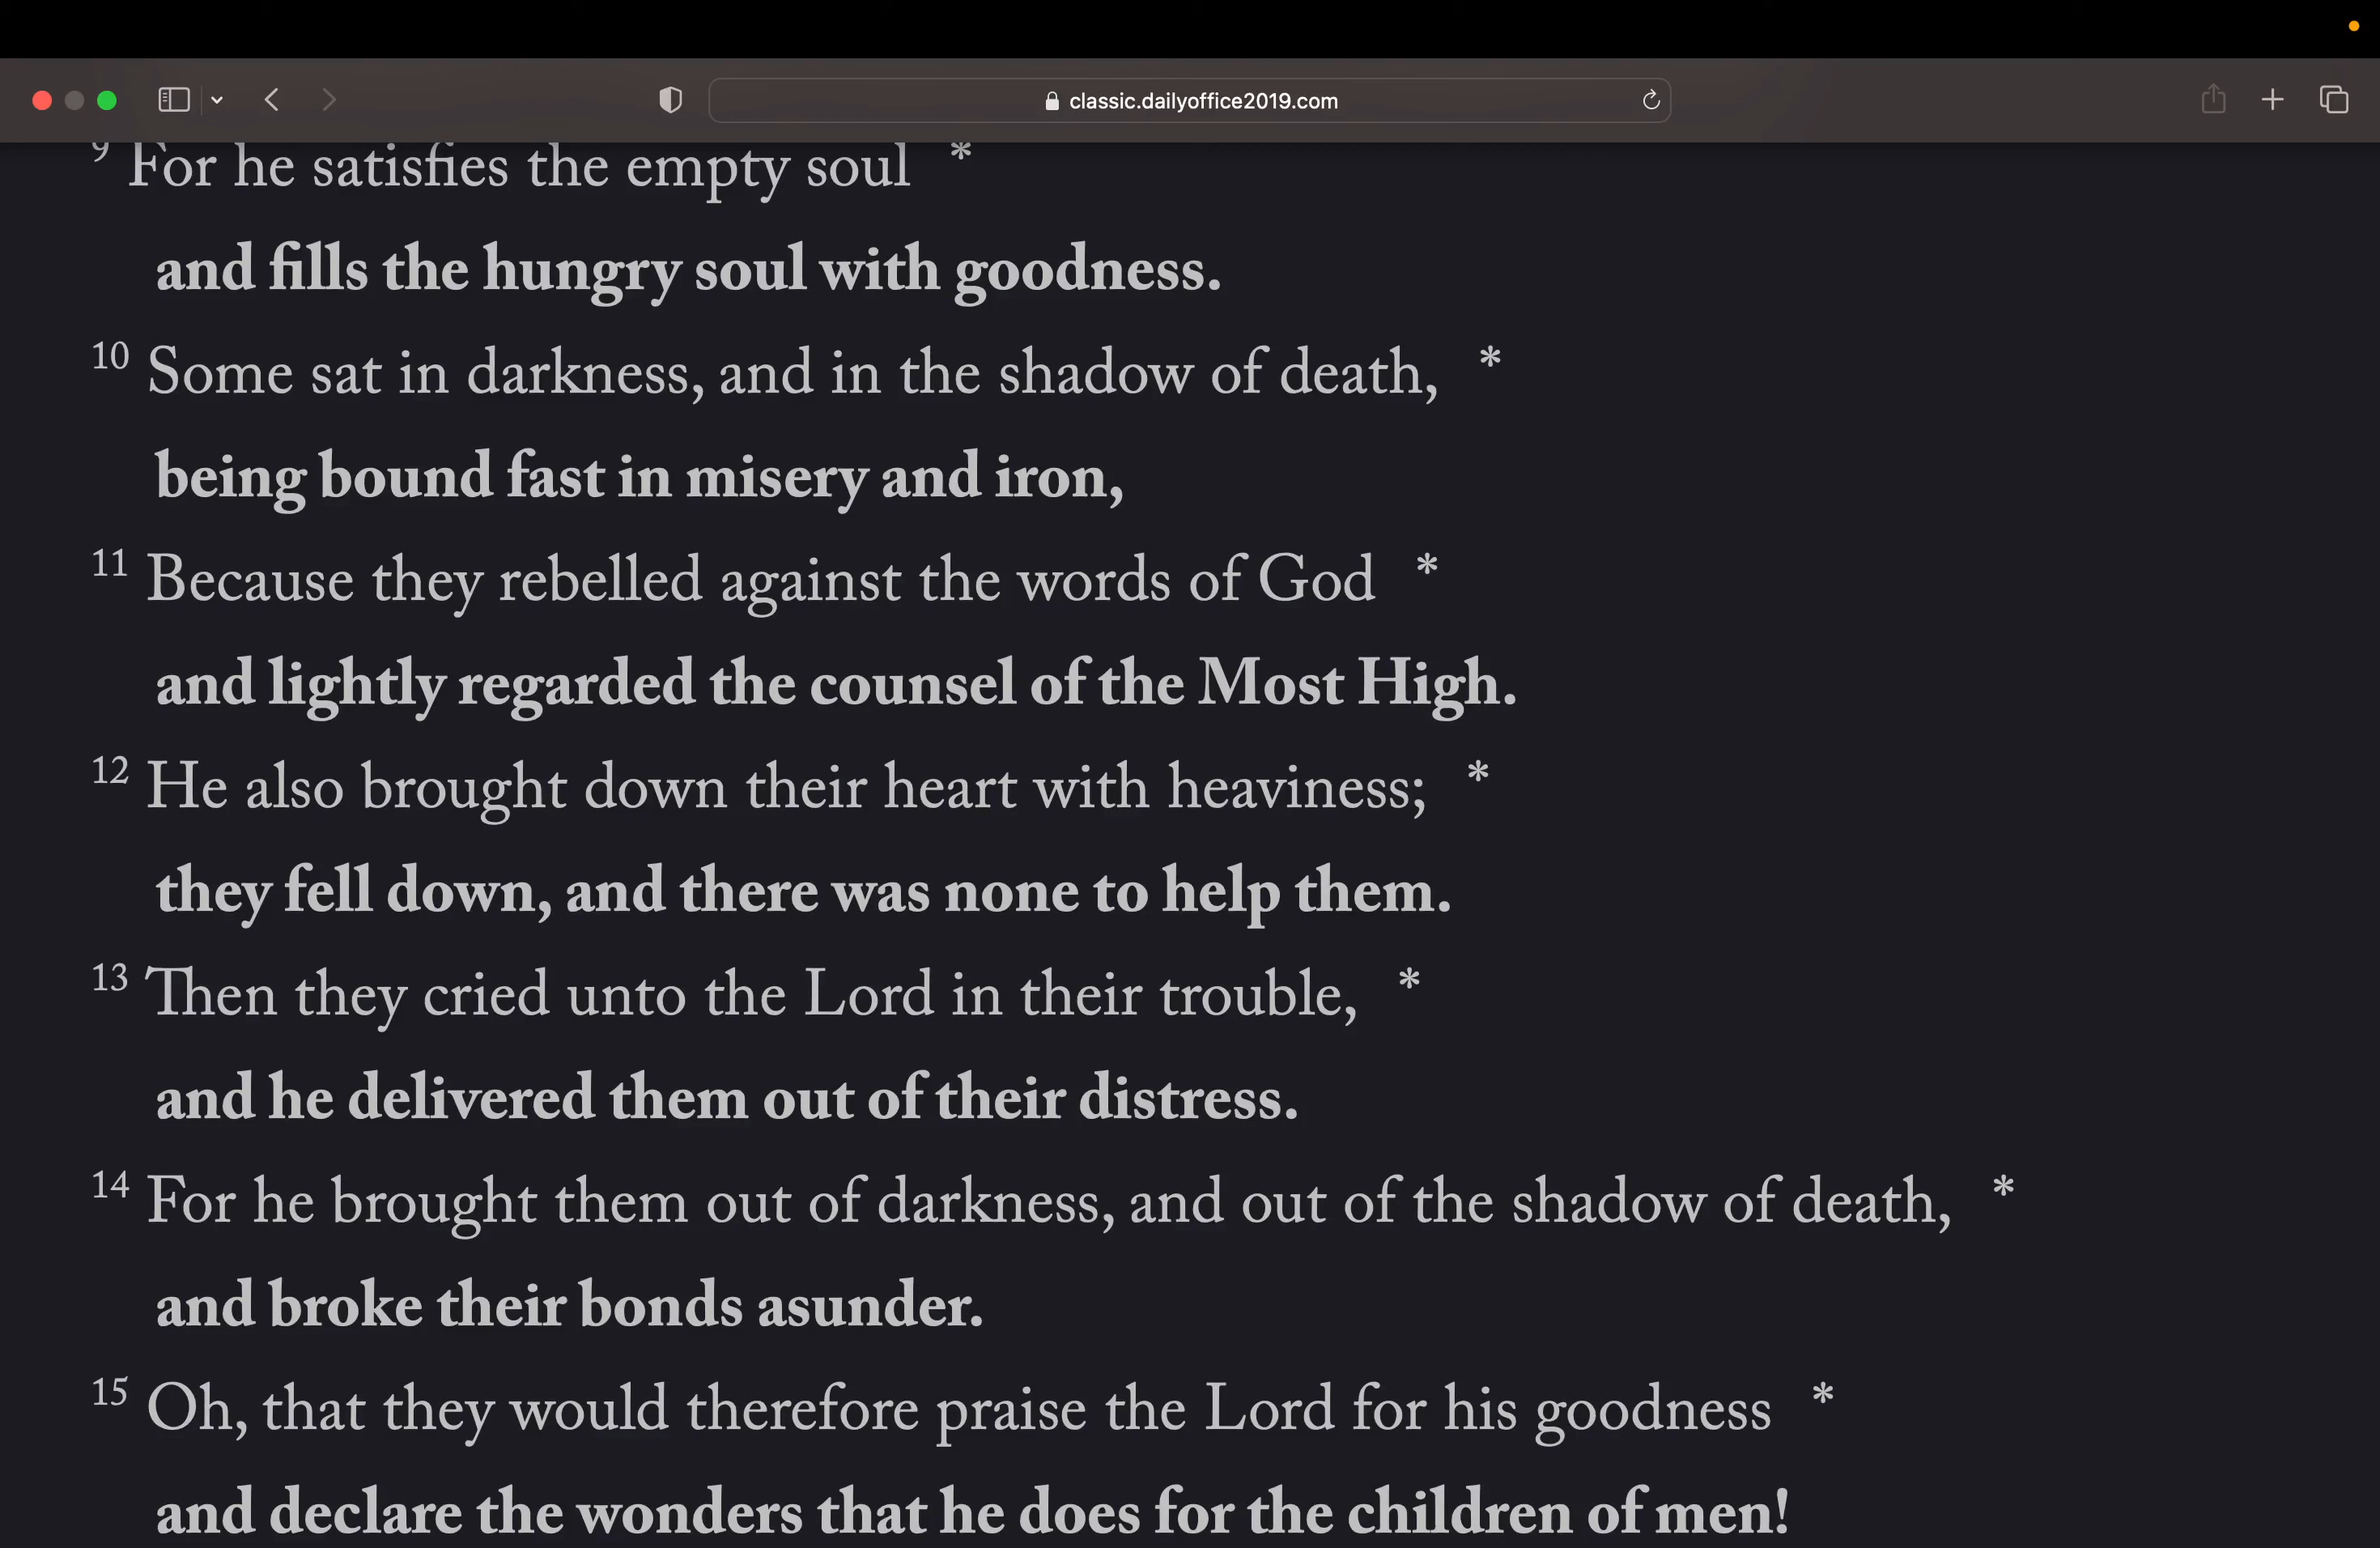 classic.dailyoffice2019.com
9 For he satisfies the empty soul *
and fills the hungry soul with goodness.
10 Some sat in darkness, and in the shadow of death, *
being bound fast in misery and iron,
11 Because they rebelled against the words of God *
and lightly regarded the counsel of the Most High.
12 He also brought down their heart with heaviness; *
they fell down, and there was none to help them.
13 Then they cried unto the Lord in their trouble, *
and he delivered them out of their distress.
14 For he brought them out of darkness, and out of the shadow of death, *
and broke their bonds asunder.
15 Oh, that they would therefore praise the Lord for his goodness *
and declare the wonders that he does for the children of men!